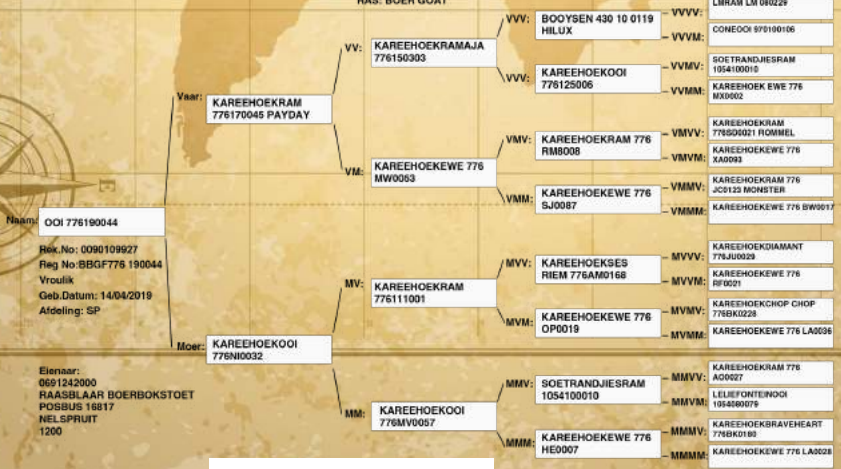 RAS: BOER GOAT
Naam:
OOI 776190044
Rek.No: 0090109927
Reg No:BBGF776 190044
Vroulik
Geb.Datum: 14/04/2019
Afdeling: SP
Eienaar:
0691242000
RAASBLAAR BOERBOKSTOET
POSBUS 16817
NELSPRUIT
1200
Vaar:
KAREEHOEKRAM
776170045 PAYDAY
Moer:
KAREEHOEKOOI
776NI0032
VV:
KAREEHOEKRAMAJA
776150303
VM:
KAREEHOEKEWE 776
MW0053
MV:
KAREEHOEKRAM
776111001
MM:
KAREEHOEKOOI
776MV0057
VVV:
BOOYSEN 430 10 0119
HILUX
VVV:
KAREEHOEKOOI
776125006
VMV:
KAREEHOEKRAM 776
RM8008
VMM:
KAREEHOEKEWE 776
SJ0087
MVV:
KAREEHOEKSES
RIEM 776AM0168
MVM:
KAREEHOEKEWE 776
OP0019
MMV:
SOETRANDJIESRAM
1054100010
MMM:
KAREEHOEKEWE 776
HE0007
VVVV:
LMRAM LM 080229
VVVM:
CONEOOI 970100106
VVMV:
SOETRANDJIESRAM
1054100010
VVMM:
KAREEHOEK EWE 776
MX0002
VMVV:
KAREEHOEKRAM
776SD0021 ROMMEL
VMVM:
KAREEHOEKEWE 776
XA0093
VMMV:
KAREEHOEKRAM 776
JC0123 MONSTER
VMMM:
KAREEHOEKEWE 776 BW0017
MVVV:
KAREEHOEKDIAMANT
776JU0029
MVVM:
KAREEHOEKEWE 776
RF0021
MVMV:
KAREEHOEKCHOP CHOP
776BK0228
MVMM:
KAREEHOEKEWE 776 LA0036
MMVV:
KAREEHOEKRAM 776
AO0027
MMVM:
LELIEFONTEINOOI
1054080079
MMMV:
KAREEHOEKBRAVEHEART
776BK0180
MMMM:
KAREEHOEKEWE 776 LA0028